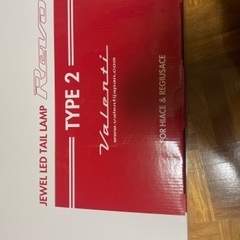 JEWEL LED TAIL LAMP
Revo
TYPE 2
Valenti
www.valentijapan.com
FOR HIACE & REGIUSACE